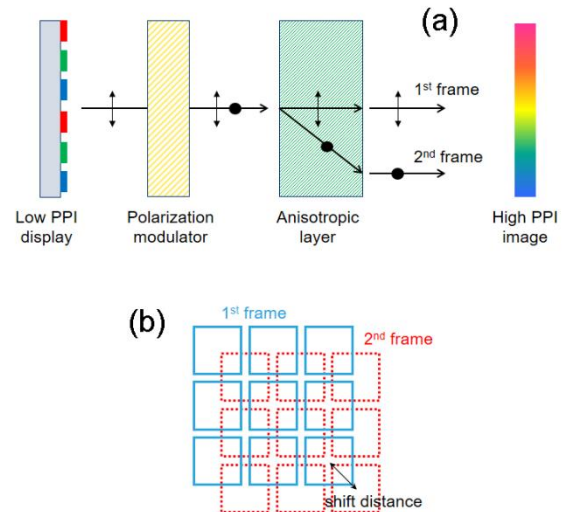 (a)
1st frame
2nd frame
Low PPI
display
Polarization
modulator
Anisotropic
layer
High PPI
image
(b)
1st frame
2nd frame
shift distance